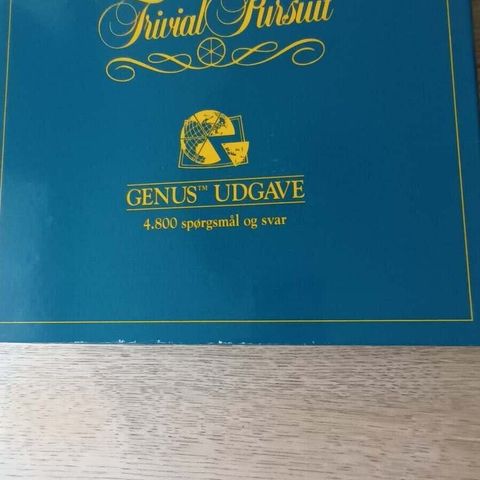 Trivial Pursuit
GENUS™ UDGAVE
4.800 spørgsmål og svar